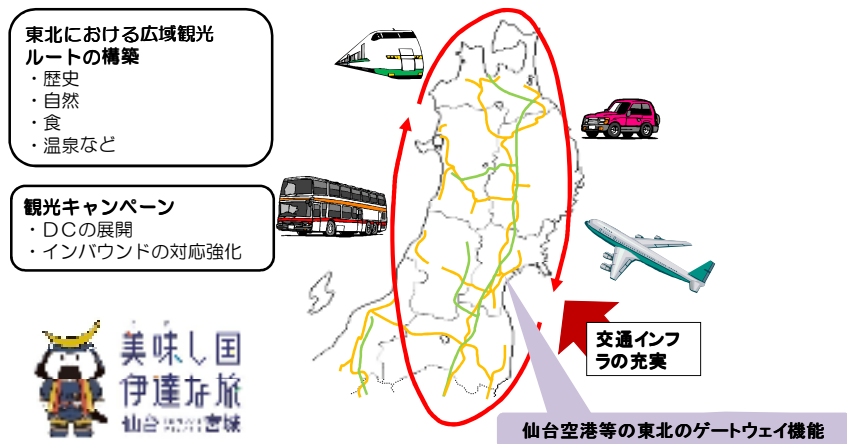 東北における広域観光
ルートの構築
・歴史
・自然
・食
・温泉など
観光キャンペーン
・ＤＣの展開
・インバウンドの対応強化
美味し国
伊達な旅
仙台
宮城
交通インフ
ラの充実
仙台空港等の東北のゲートウェイ機能